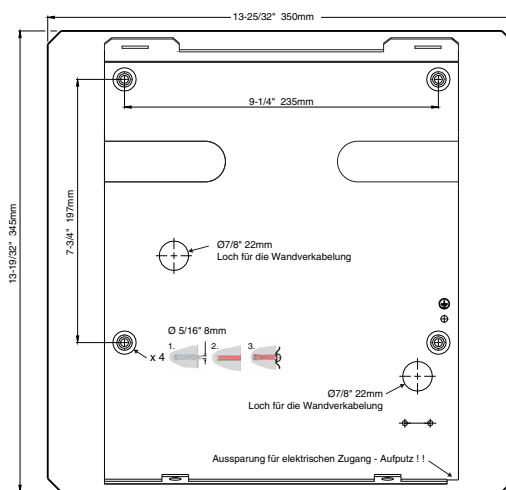 13-25/32" 350mm
9-1/4" 235mm
13-19/32" 345mm
7-3/4" 197mm
Ø7/8" 22mm
Loch für die Wandverkabelung
Ø 5/16" 8mm
x 4
1.
2.
3.
Ø7/8" 22mm
Loch für die Wandverkabelung
Aussparung für elektrischen Zugang - Aufputz ! !